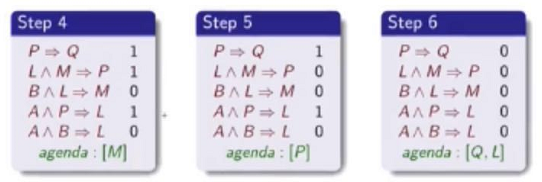 Step 4
P ⇒ Q 1
L ∧ M ⇒ P 1
B ∧ L ⇒ M 0
A ∧ P ⇒ L 1
A ∧ B ⇒ L 0
agenda : [M]
Step 5
P ⇒ Q 1
L ∧ M ⇒ P 0
B ∧ L ⇒ M 0
A ∧ P ⇒ L 1
A ∧ B ⇒ L 0
agenda : [P]
Step 6
P ⇒ Q 0
L ∧ M ⇒ P 0
B ∧ L ⇒ M 0
A ∧ P ⇒ L 0
A ∧ B ⇒ L 0
agenda : [Q, L]